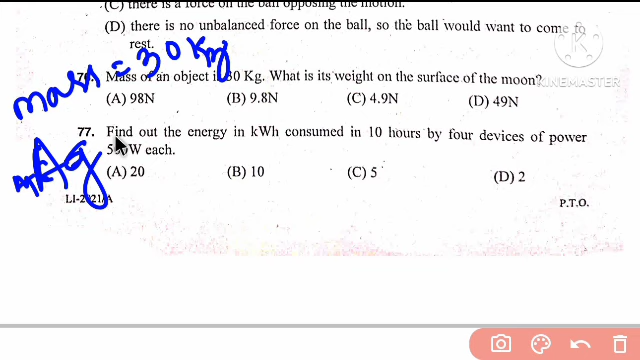 (C) there is a force on the ball opposing the motion.
(D) there is no unbalanced force on the ball, so the ball would want to come to
rest.
mass = 30 Kg
76. Mass of an object is 30 Kg. What is its weight on the surface of the moon?
KINEMASTER
(A) 98N (B) 9.8N (C) 4.9N (D) 49N
77. Find out the energy in kWh consumed in 10 hours by four devices of power
500W each.
(A) 20 (B) 10 (C) 5 (D) 2
LI-2021/A P.T.O.